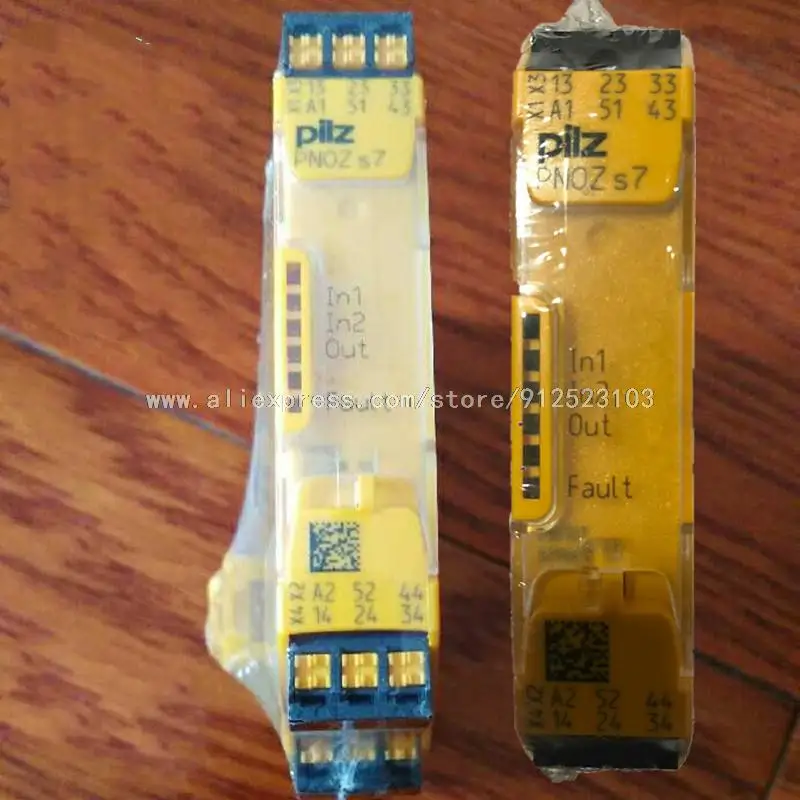 X3 13 23 33
X1 A1 51 43
pilz
PNOZ s7
In1
In2
Out
Fault
X2 A2 52 44
X4 14 24 34
X3 13 23 33
X1 A1 51 43
pilz
PNOZ s7
In1
Out
Fault
X2 A2 52 44
X4 14 24 34
www.aliexpress.com/store/912523103